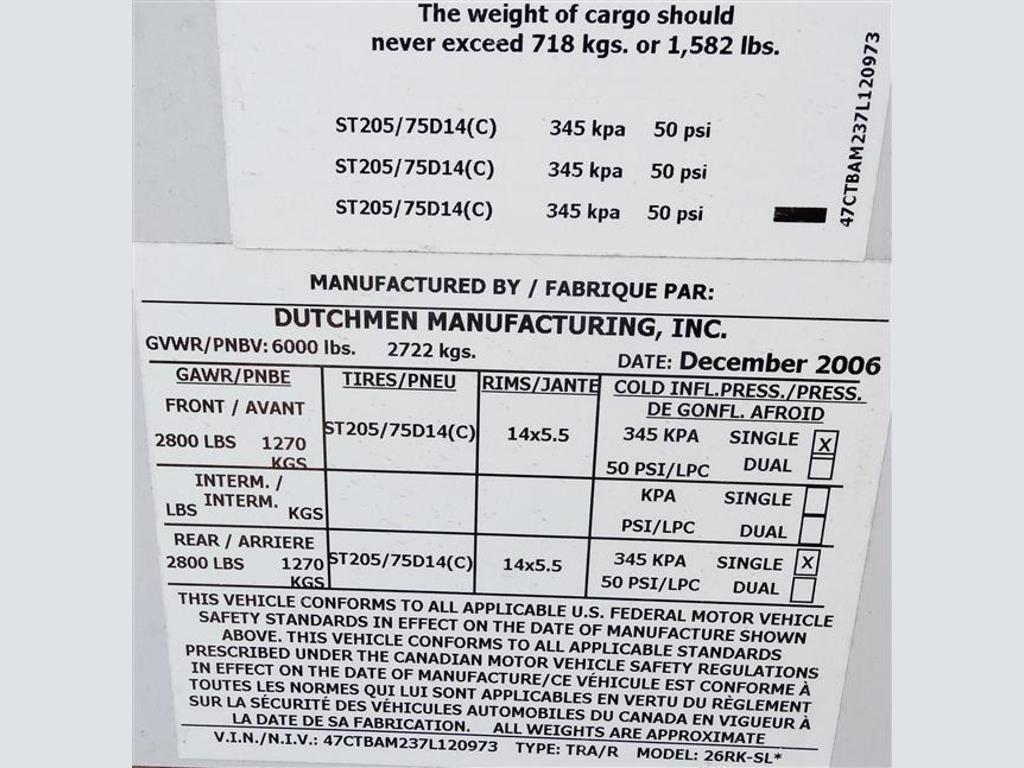 The weight of cargo should
never exceed 718 kgs. or 1,582 lbs.
ST205/75D14(C) 345 kpa 50 psi
ST205/75D14(C) 345 kpa 50 psi
ST205/75D14(C) 345 kpa 50 psi
47CTBAM237L120973
MANUFACTURED BY / FABRIQUE PAR:
DUTCHMEN MANUFACTURING, INC.
GVWR/PNBV: 6000 lbs. 2722 kgs.
DATE: December 2006
GAWR/PNBE TIRES/PNEU RIMS/JANTE COLD INFL.PRESS./PRESS.
DE GONFL. AFROID
FRONT / AVANT
2800 LBS 1270
KGS
ST205/75D14(C) 14x5.5 345 KPA SINGLE X
50 PSI/LPC DUAL
INTERM. /
INTERM.
LBS KGS
KPA SINGLE
PSI/LPC DUAL
REAR / ARRIERE
2800 LBS 1270
KGS
ST205/75D14(C) 14x5.5 345 KPA SINGLE X
50 PSI/LPC DUAL
THIS VEHICLE CONFORMS TO ALL APPLICABLE U.S. FEDERAL MOTOR VEHICLE
SAFETY STANDARDS IN EFFECT ON THE DATE OF MANUFACTURE SHOWN
ABOVE. THIS VEHICLE CONFORMS TO ALL APPLICABLE STANDARDS
PRESCRIBED UNDER THE CANADIAN MOTOR VEHICLE SAFETY REGULATIONS
IN EFFECT ON THE DATE OF MANUFACTURE/CE VÉHICULE EST CONFORME À
TOUTES LES NORMES QUI LUI SONT APPLICABLES EN VERTU DU RÈGLEMENT
SUR LA SÉCURITÉ DES VÉHICULES AUTOMOBILES DU CANADA EN VIGUEUR À
LA DATE DE SA FABRICATION. ALL WEIGHTS ARE APPROXIMATE
V.I.N./N.I.V.: 47CTBAM237L120973 TYPE: TRA/R MODEL: 26RK-SL*